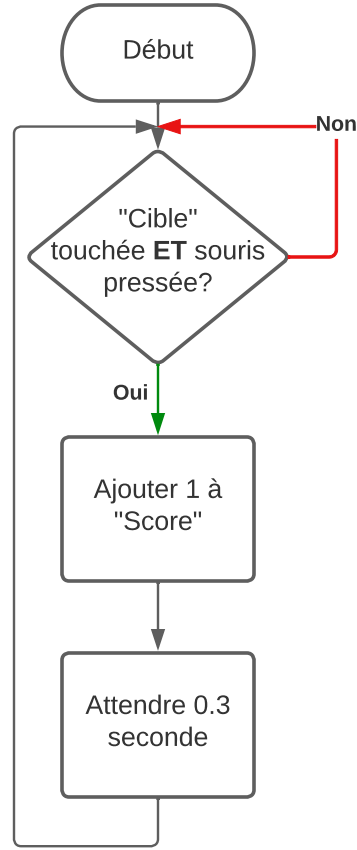 Début
Non
"Cible"
touchée ET souris
pressée?
Oui
Ajouter 1 à
"Score"
Attendre 0.3
seconde